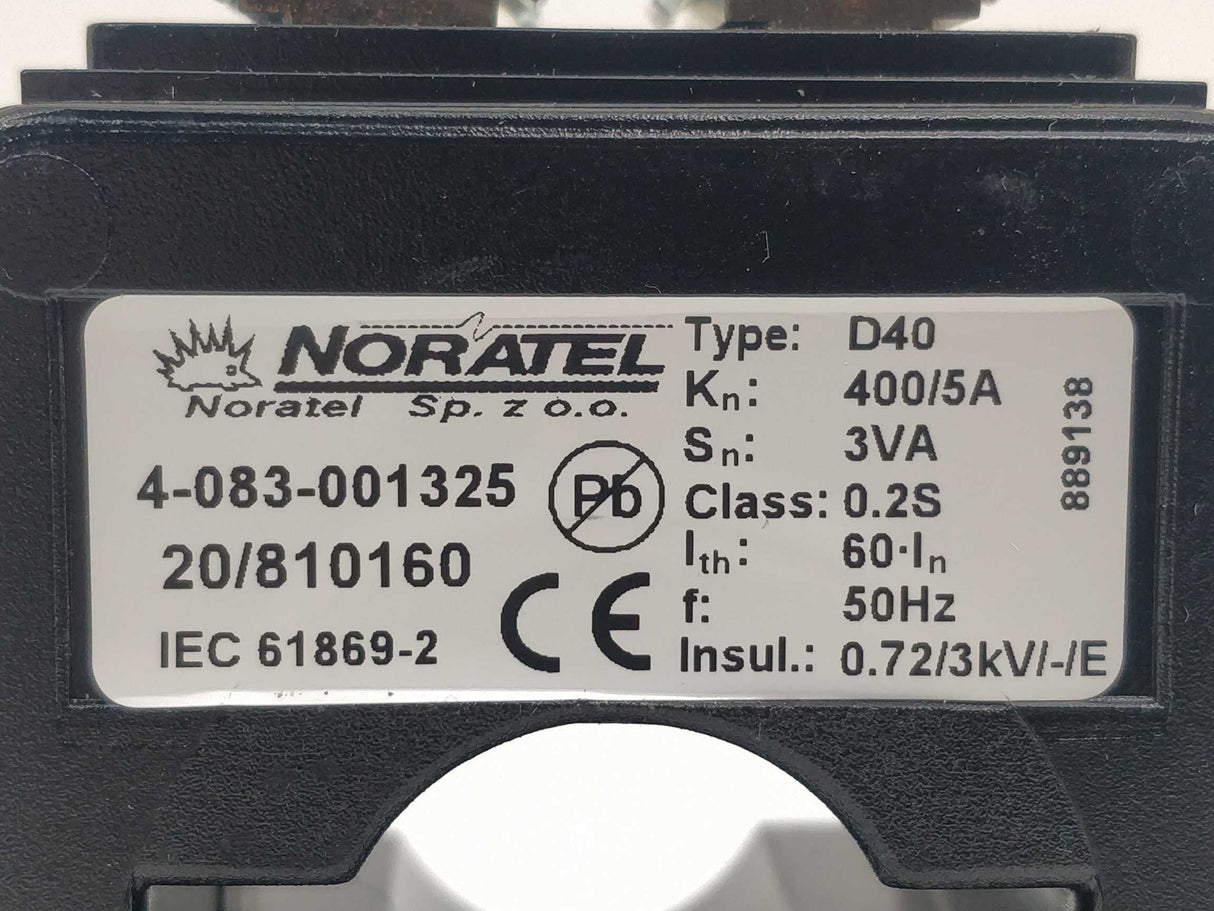 NORATEL
Noratel Sp. z o.o.
4-083-001325
Pb
20/810160
IEC 61869-2
CE
Type: D40
Kn: 400/5A
Sn: 3VA
Class: 0.2S
Ith: 60·In
f: 50Hz
Insul.: 0.72/3kV/-/E
889138